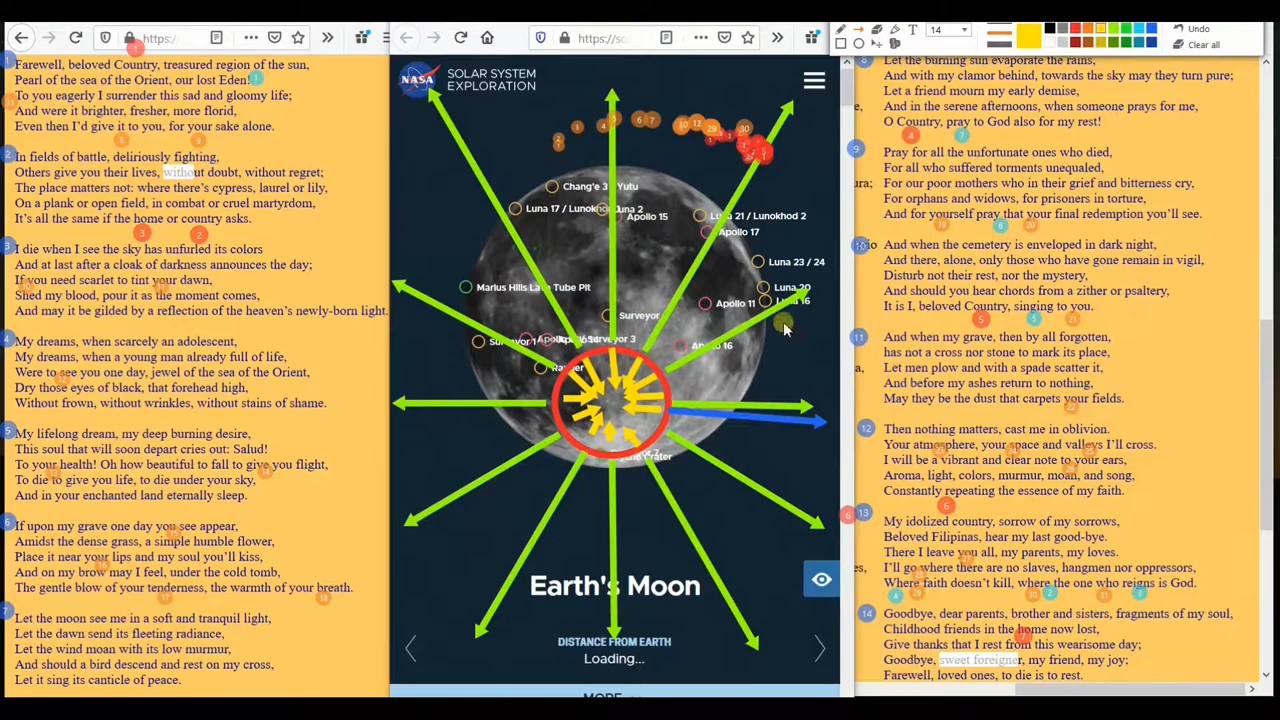 https:/
Farewell, beloved Country, treasured region of the sun,
Pearl of the sea of the Orient, our lost Eden!
To you eagerly I surrender this sad and gloomy life;
And were it brighter, fresher, more florid,
Even then I'd give it to you, for your sake alone.
In fields of battle, deliriously fighting,
Others give you their lives, without doubt, without regret;
The place matters not: where there's cypress, laurel or lily,
On a plank or open field, in combat or cruel martyrdom,
It's all the same if the home or country asks.
I die when I see the sky has unfurled its colors
And at last after a cloak of darkness announces the day;
If you need scarlet to tint your dawn,
Shed my blood, pour it as the moment comes,
And may it be gilded by a reflection of the heaven's newly-born light.
My dreams, when scarcely an adolescent,
My dreams, when a young man already full of life,
Were to see you one day, jewel of the sea of the Orient,
Dry those eyes of black, that forehead high,
Without frown, without wrinkles, without stains of shame.
My lifelong dream, my deep burning desire,
This soul that will soon depart cries out: Salud!
To your health! Oh how beautiful to fall to give you flight,
To die to give you life, to die under your sky,
And in your enchanted land eternally sleep.
If upon my grave one day you see appear,
Amidst the dense grass, a simple humble flower,
Place it near your lips and my soul you'll kiss,
And on my brow may I feel, under the cold tomb,
The gentle blow of your tenderness, the warmth of your breath.
Let the moon see me in a soft and tranquil light,
Let the dawn send its fleeting radiance,
Let the wind moan with its low murmur,
And should a bird descend and rest on my cross,
Let it sing its canticle of peace.
https://so
NASA
SOLAR SYSTEM
EXPLORATION
Chang'e 3 Yutu
Luna 17 / Lunokhod
Luna 2
Apollo 15
Luna 21 / Lunokhod 2
Apollo 17
Luna 23 / 24
Luna 20
Luna 16
Marius Hills Tube Pit
Apollo 11
Surveyor
Surveyor 3
Apollo 16
Earth's Moon
DISTANCE FROM EARTH
Loading...
MORE
14
Undo
Clear all
Let the burning sun evaporate the rains,
And with my clamor behind, towards the sky may they turn pure;
Let a friend mourn my early demise,
And in the serene afternoons, when someone prays for me,
O Country, pray to God also for my rest!
Pray for all the unfortunate ones who died,
For all who suffered torments unequaled,
For our poor mothers who in their grief and bitterness cry,
For orphans and widows, for prisoners in torture,
And for yourself pray that your final redemption you'll see.
And when the cemetery is enveloped in dark night,
And there, alone, only those who have gone remain in vigil,
Disturb not their rest, nor the mystery,
And should you hear chords from a zither or psaltery,
It is I, beloved Country, singing to you.
And when my grave, then by all forgotten,
has not a cross nor stone to mark its place,
Let men plow and with a spade scatter it,
And before my ashes return to nothing,
May they be the dust that carpets your fields.
Then nothing matters, cast me in oblivion.
Your atmosphere, your space and valleys I'll cross.
I will be a vibrant and clear note to your ears,
Aroma, light, colors, murmur, moan, and song,
Constantly repeating the essence of my faith.
My idolized country, sorrow of my sorrows,
Beloved Filipinas, hear my last good-bye.
There I leave you all, my parents, my loves.
I'll go where there are no slaves, hangmen nor oppressors,
Where faith doesn't kill, where the one who reigns is God.
Goodbye, dear parents, brother and sisters, fragments of my soul,
Childhood friends in the home now lost,
Give thanks that I rest from this wearisome day;
Goodbye, sweet foreigner, my friend, my joy;
Farewell, loved ones, to die is to rest.